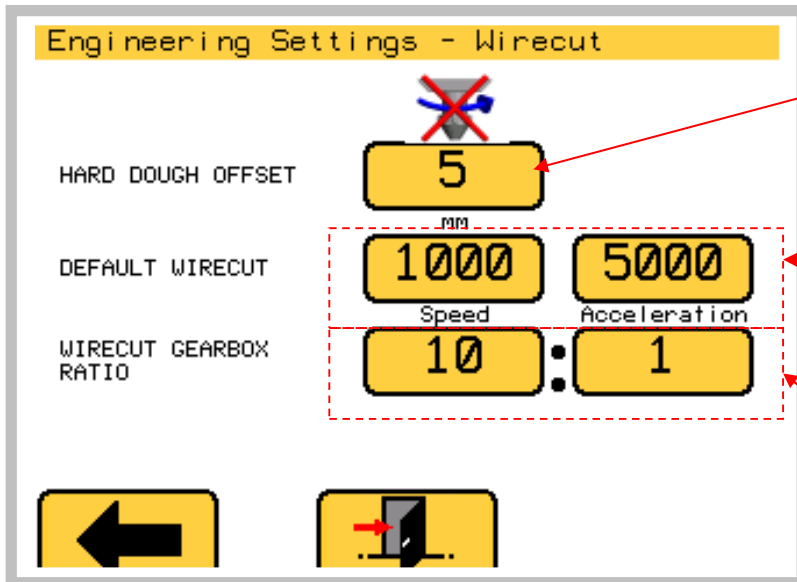 Engineering Settings - Wirecut
HARD DOUGH OFFSET
5
MM
DEFAULT WIRECUT
1000
5000
Speed
Acceleration
WIRECUT GEARBOX
RATIO
10 : 1